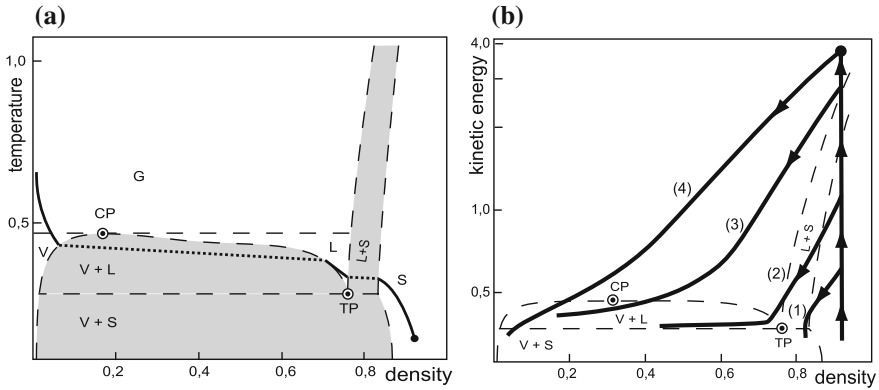 (a)
temperature
1,0
0,5
G
CP
V
L
L+S
S
V + L
TP
V + S
0,2
0,4
0,6
0,8
density
(b)
kinetic energy
4,0
1,0
0,5
(4)
(3)
(2)
(1)
L+S
CP
V + L
V + S
TP
0,2
0,4
0,6
0,8
density